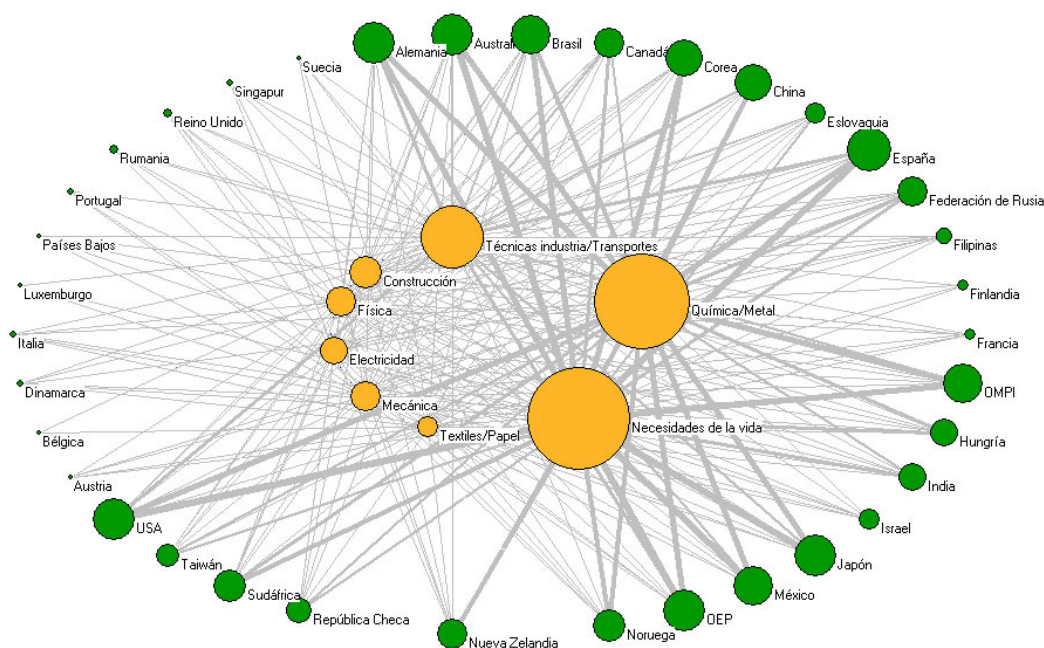 Alemania
Austral
Brasil
Canadá
Corea
China
Eslovaquia
España
Federación de Rusia
Filipinas
Finlandia
Francia
OMPI
Hungría
India
Israel
Japón
México
OEP
Noruega
Nueva Zelandia
República Checa
Sudáfrica
Taiwán
USA
Austria
Bélgica
Dinamarca
Italia
Luxemburgo
Países Bajos
Portugal
Rumania
Reino Unido
Singapur
Suecia
Técnicas industria/Transportes
Construcción
Física
Química/Metal
Electricidad
Mecánica
Textiles/Papel
Necesidades de la vida